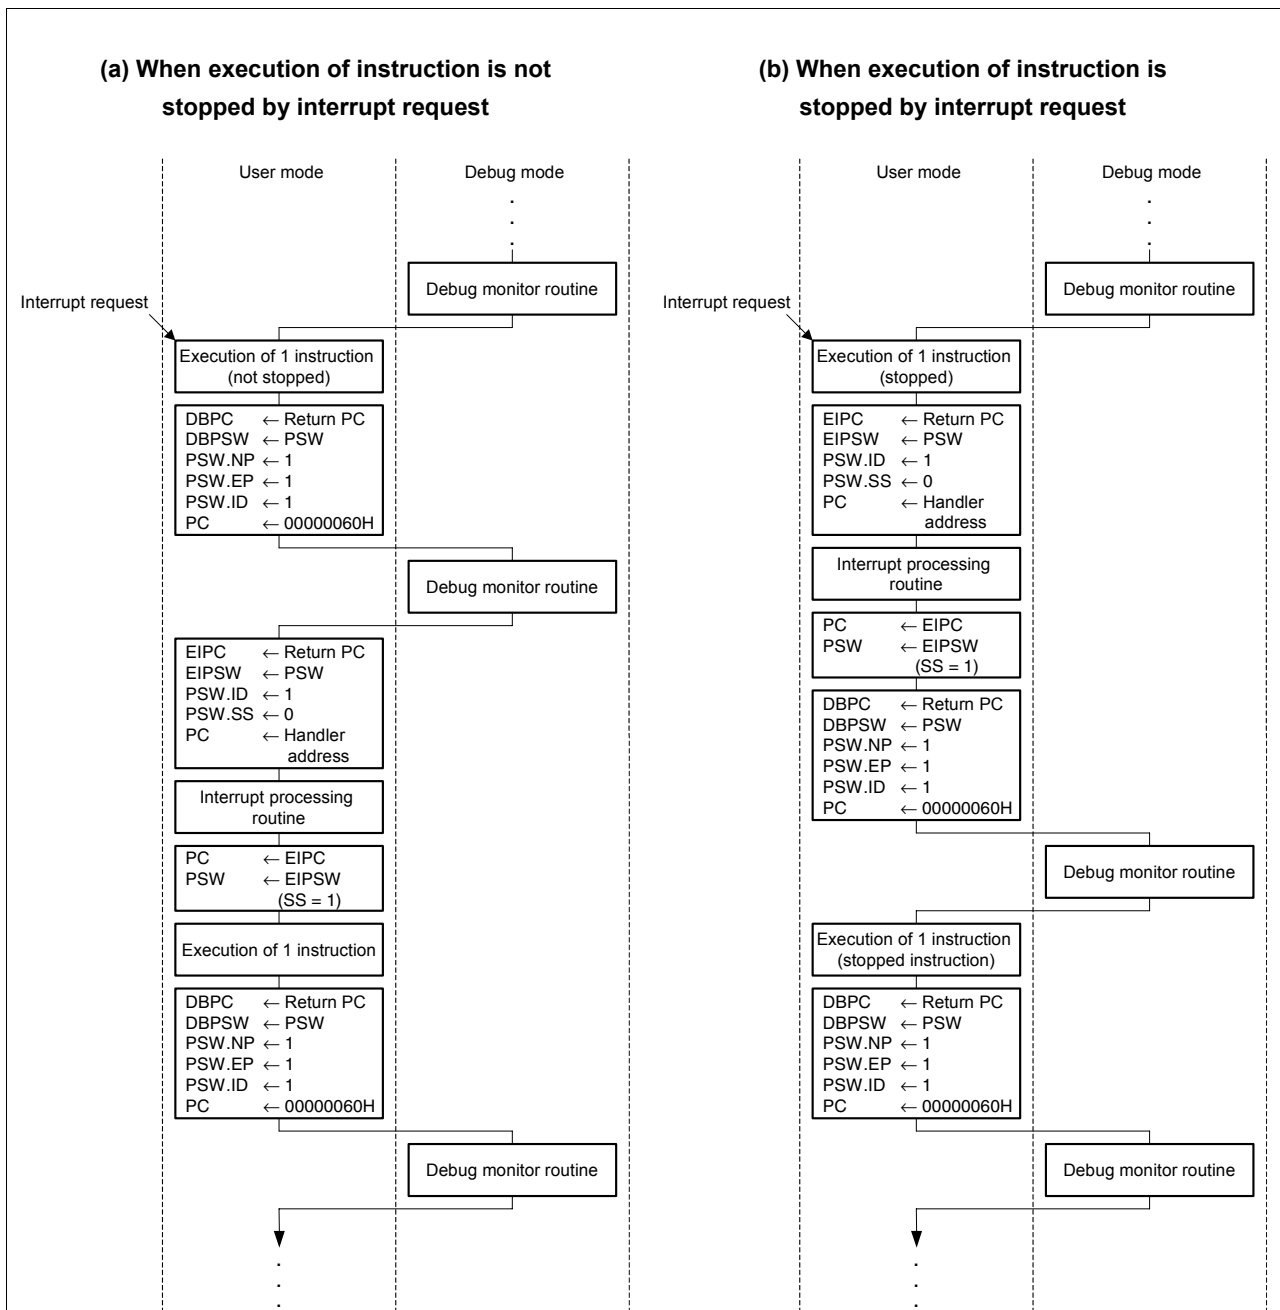 (a) When execution of instruction is not
stopped by interrupt request
User mode
Debug mode
Debug monitor routine
Interrupt request
Execution of 1 instruction
(not stopped)
DBPC ← Return PC
DBPSW ← PSW
PSW.NP ← 1
PSW.EP ← 1
PSW.ID ← 1
PC ← 00000060H
Debug monitor routine
EIPC ← Return PC
EIPSW ← PSW
PSW.ID ← 1
PSW.SS ← 0
PC ← Handler
address
Interrupt processing
routine
PC ← EIPC
PSW ← EIPSW
(SS = 1)
Execution of 1 instruction
DBPC ← Return PC
DBPSW ← PSW
PSW.NP ← 1
PSW.EP ← 1
PSW.ID ← 1
PC ← 00000060H
Debug monitor routine
(b) When execution of instruction is
stopped by interrupt request
User mode
Debug mode
Debug monitor routine
Interrupt request
Execution of 1 instruction
(stopped)
EIPC ← Return PC
EIPSW ← PSW
PSW.ID ← 1
PSW.SS ← 0
PC ← Handler
address
Interrupt processing
routine
PC ← EIPC
PSW ← EIPSW
(SS = 1)
DBPC ← Return PC
DBPSW ← PSW
PSW.NP ← 1
PSW.EP ← 1
PSW.ID ← 1
PC ← 00000060H
Debug monitor routine
Execution of 1 instruction
(stopped instruction)
DBPC ← Return PC
DBPSW ← PSW
PSW.NP ← 1
PSW.EP ← 1
PSW.ID ← 1
PC ← 00000060H
Debug monitor routine